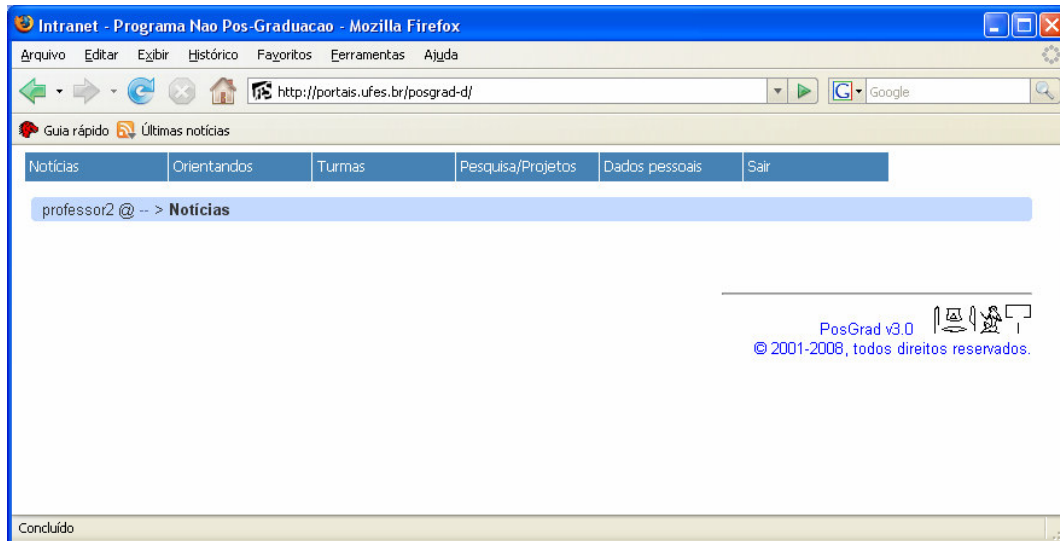 Intranet - Programa Nao Pos-Graduacao - Mozilla Firefox
Arquivo Editar Exibir Histórico Favoritos Ferramentas Ajuda
http://portais.ufes.br/posgrad-d/ G Google
Guia rápido Últimas notícias
Notícias Orientandos Turmas Pesquisa/Projetos Dados pessoais Sair
professor2 @ -- > Notícias
PosGrad v3.0
© 2001-2008, todos direitos reservados.
Concluído